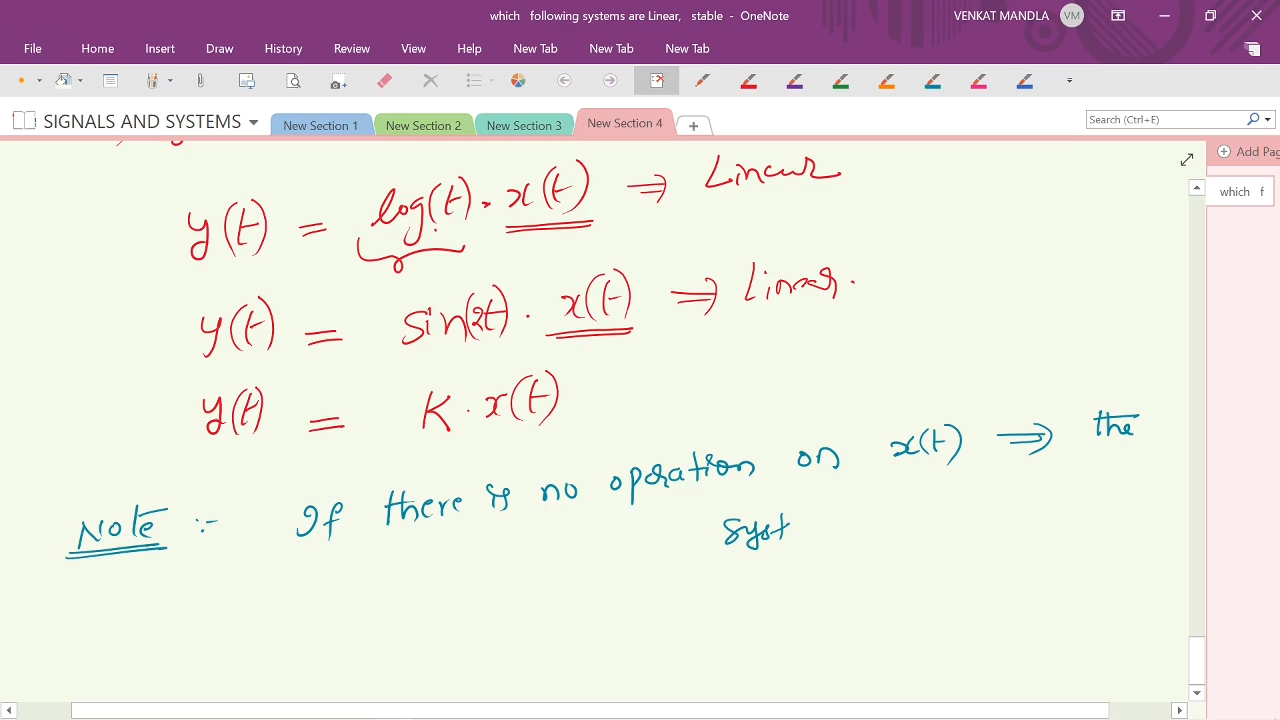 which following systems are Linear, stable - OneNote
VENKAT MANDLA VM
File Home Insert Draw History Review View Help New Tab New Tab New Tab
SIGNALS AND SYSTEMS New Section 1 New Section 2 New Section 3 New Section 4
Search (Ctrl+E)
Add Pag
which f
y(t) = log(t) . x(t) ⇒ Linear
y(t) = sin(2t) . x(t) ⇒ Linear.
y(t) = K . x(t)
Note :- If there is no operation on x(t) ⇒ the
syst